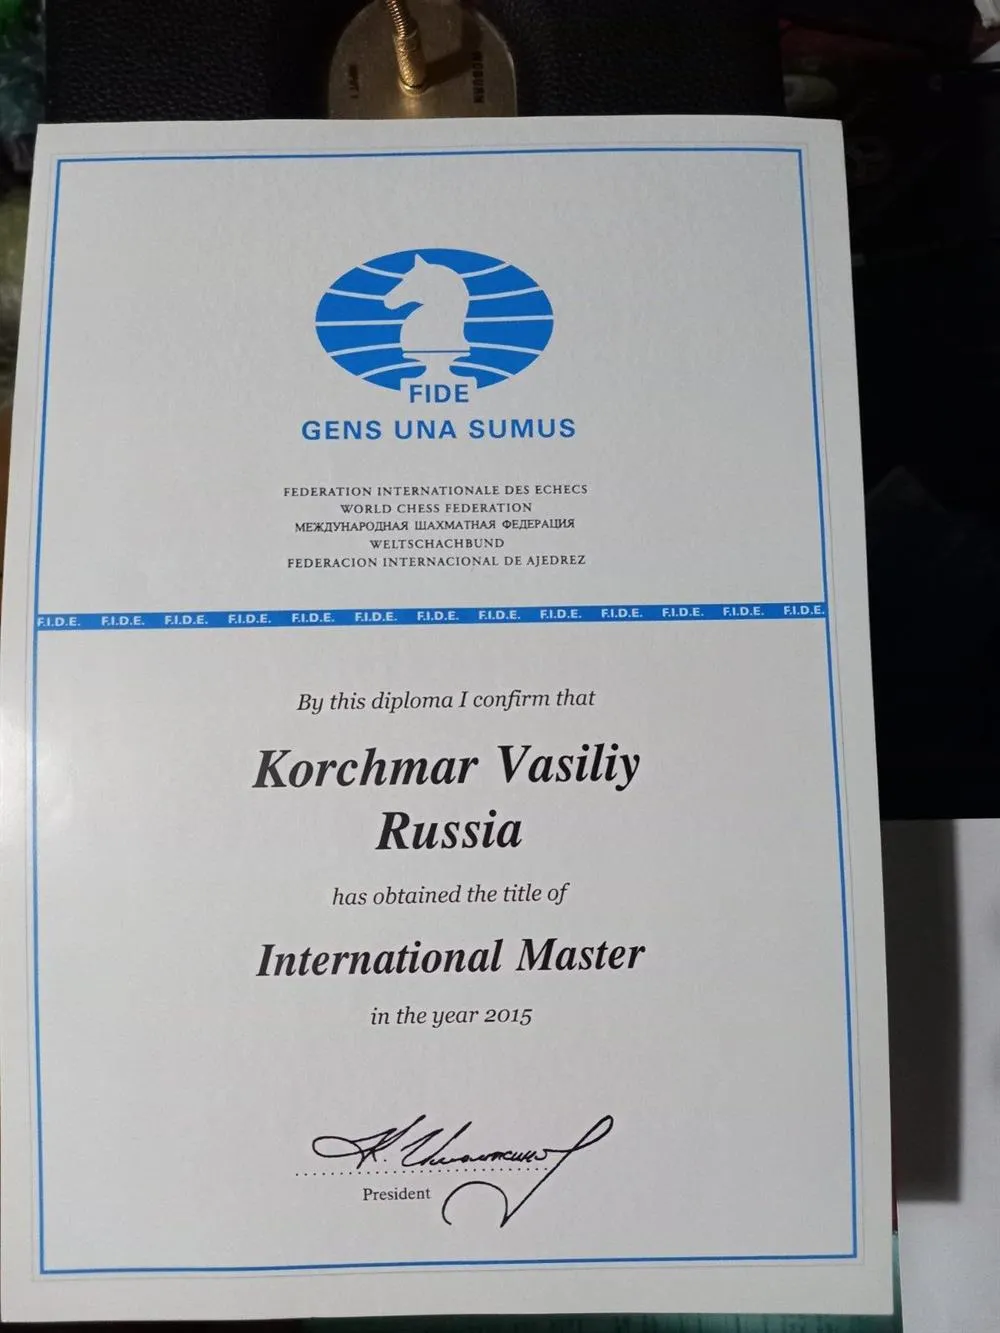 FIDE
GENS UNA SUMUS
FEDERATION INTERNATIONALE DES ECHECS
WORLD CHESS FEDERATION
МЕЖДУНАРОДНАЯ ШАХМАТНАЯ ФЕДЕРАЦИЯ
WELTSCHACHBUND
FEDERACION INTERNACIONAL DE AJEDREZ
F.I.D.E. F.I.D.E. F.I.D.E. F.I.D.E. F.I.D.E. F.I.D.E. F.I.D.E. F.I.D.E. F.I.D.E. F.I.D.E. F.I.D.E. F.I.D.E. F.I.D.E.
By this diploma I confirm that
Korchmar Vasiliy
Russia
has obtained the title of
International Master
in the year 2015
President